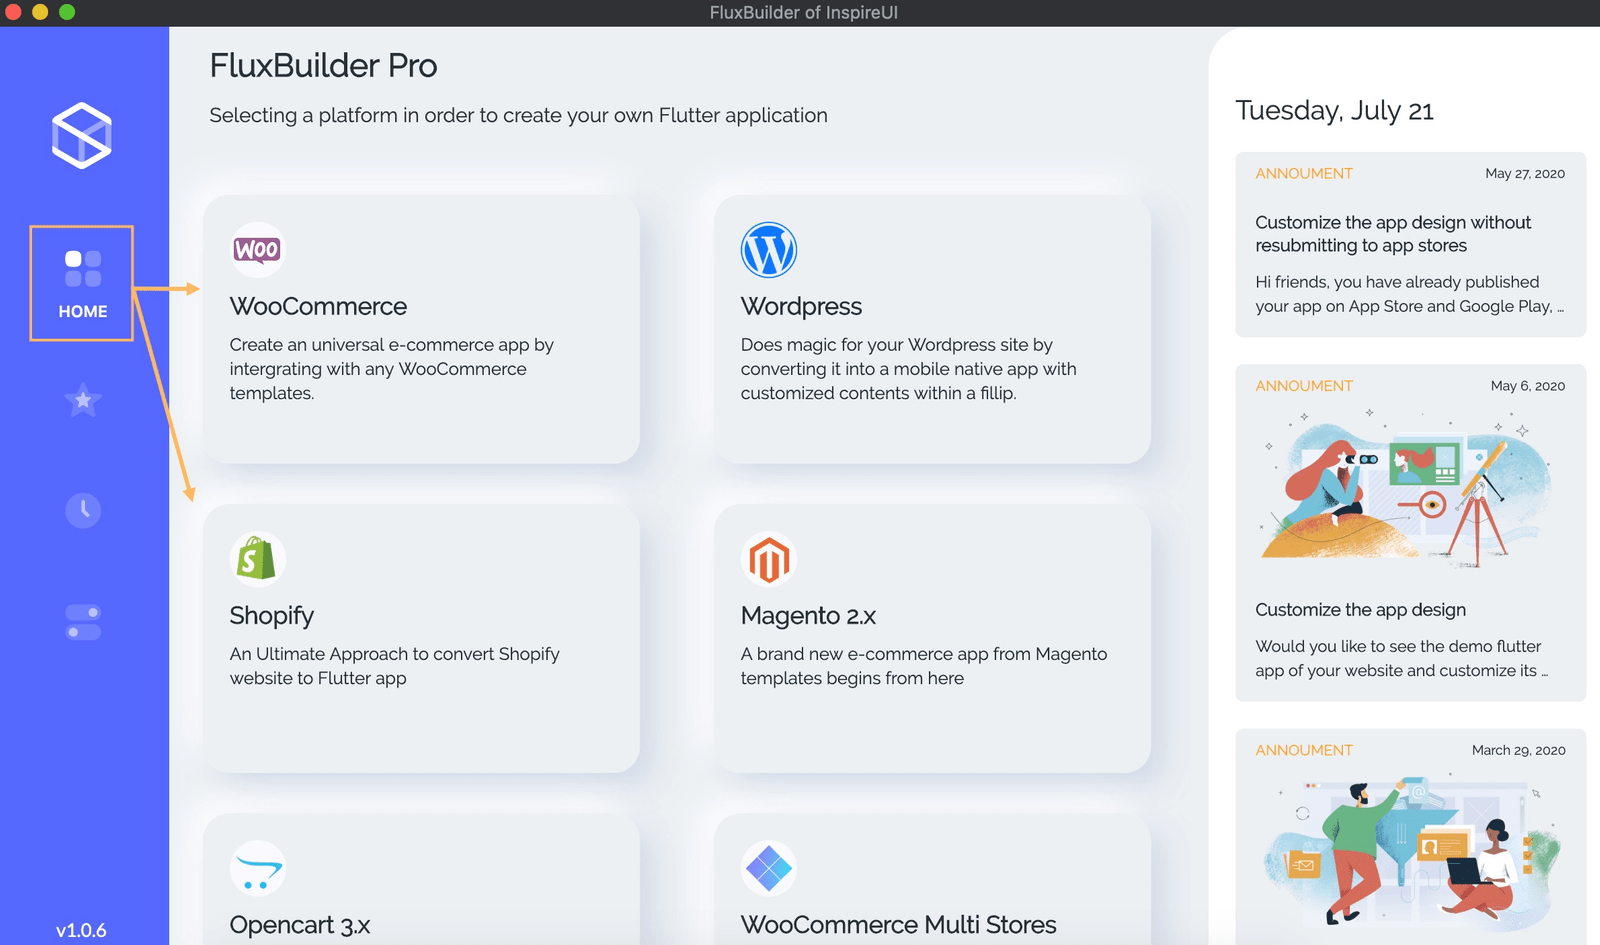 FluxBuilder of InspireUI
HOME
v1.0.6
FluxBuilder Pro
Selecting a platform in order to create your own Flutter application
WOO
WooCommerce
Create an universal e-commerce app by
intergrating with any WooCommerce
templates.
Wordpress
Does magic for your Wordpress site by
converting it into a mobile native app with
customized contents within a fillip.
Shopify
An Ultimate Approach to convert Shopify
website to Flutter app
Magento 2.x
A brand new e-commerce app from Magento
templates begins from here
Opencart 3.x
WooCommerce Multi Stores
Tuesday, July 21
ANNOUMENT
May 27, 2020
Customize the app design without
resubmitting to app stores
Hi friends, you have already published
your app on App Store and Google Play, ...
ANNOUMENT
May 6, 2020
Customize the app design
Would you like to see the demo flutter
app of your website and customize its ...
ANNOUMENT
March 29, 2020